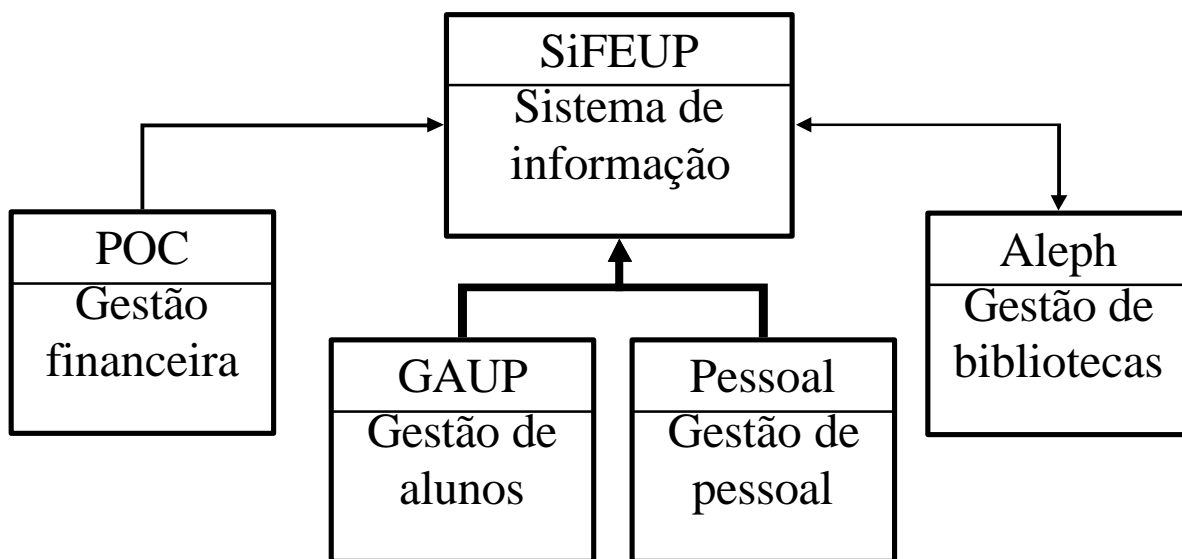 SiFEUP
Sistema de
informação
POC
Gestão
financeira
Aleph
Gestão de
bibliotecas
GAUP
Gestão de
alunos
Pessoal
Gestão de
pessoal